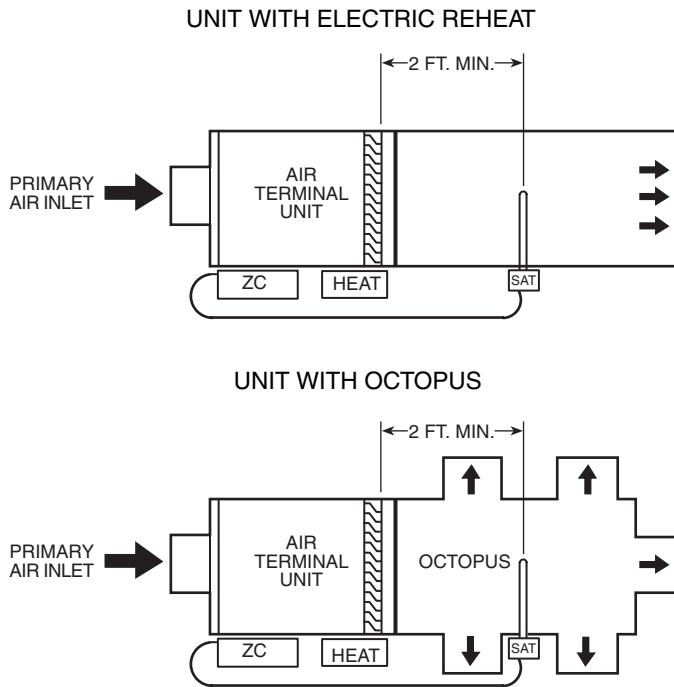 UNIT WITH ELECTRIC REHEAT
2 FT. MIN.
PRIMARY
AIR INLET
AIR
TERMINAL
UNIT
ZC
HEAT
SAT
UNIT WITH OCTOPUS
2 FT. MIN.
PRIMARY
AIR INLET
AIR
TERMINAL
UNIT
OCTOPUS
ZC
HEAT
SAT